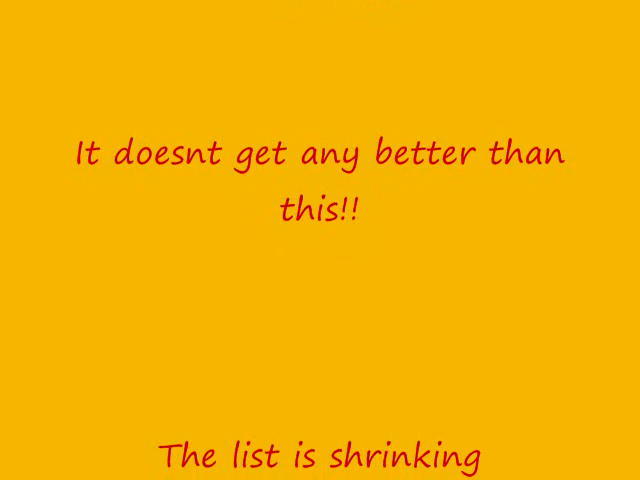 It doesnt get any better than
this!!
The list is shrinking